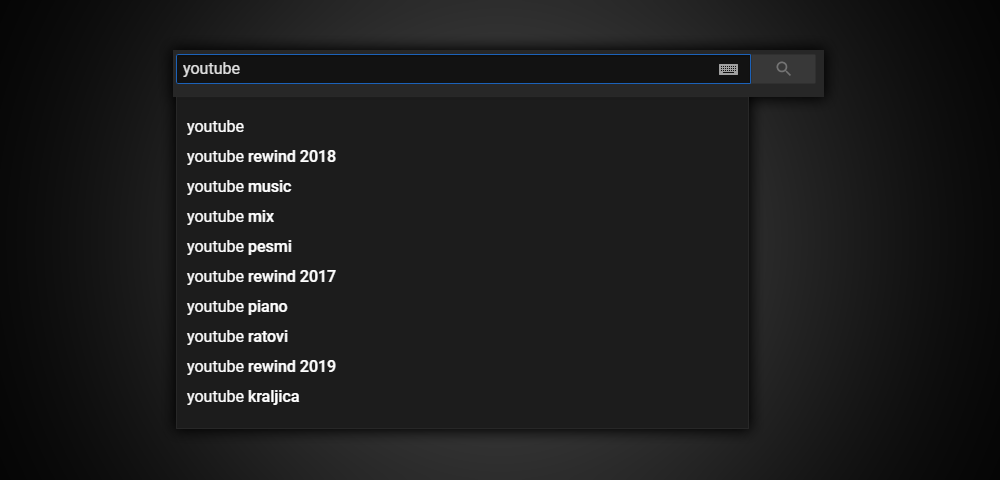 youtube
youtube
youtube rewind 2018
youtube music
youtube mix
youtube pesmi
youtube rewind 2017
youtube piano
youtube ratovi
youtube rewind 2019
youtube kraljica